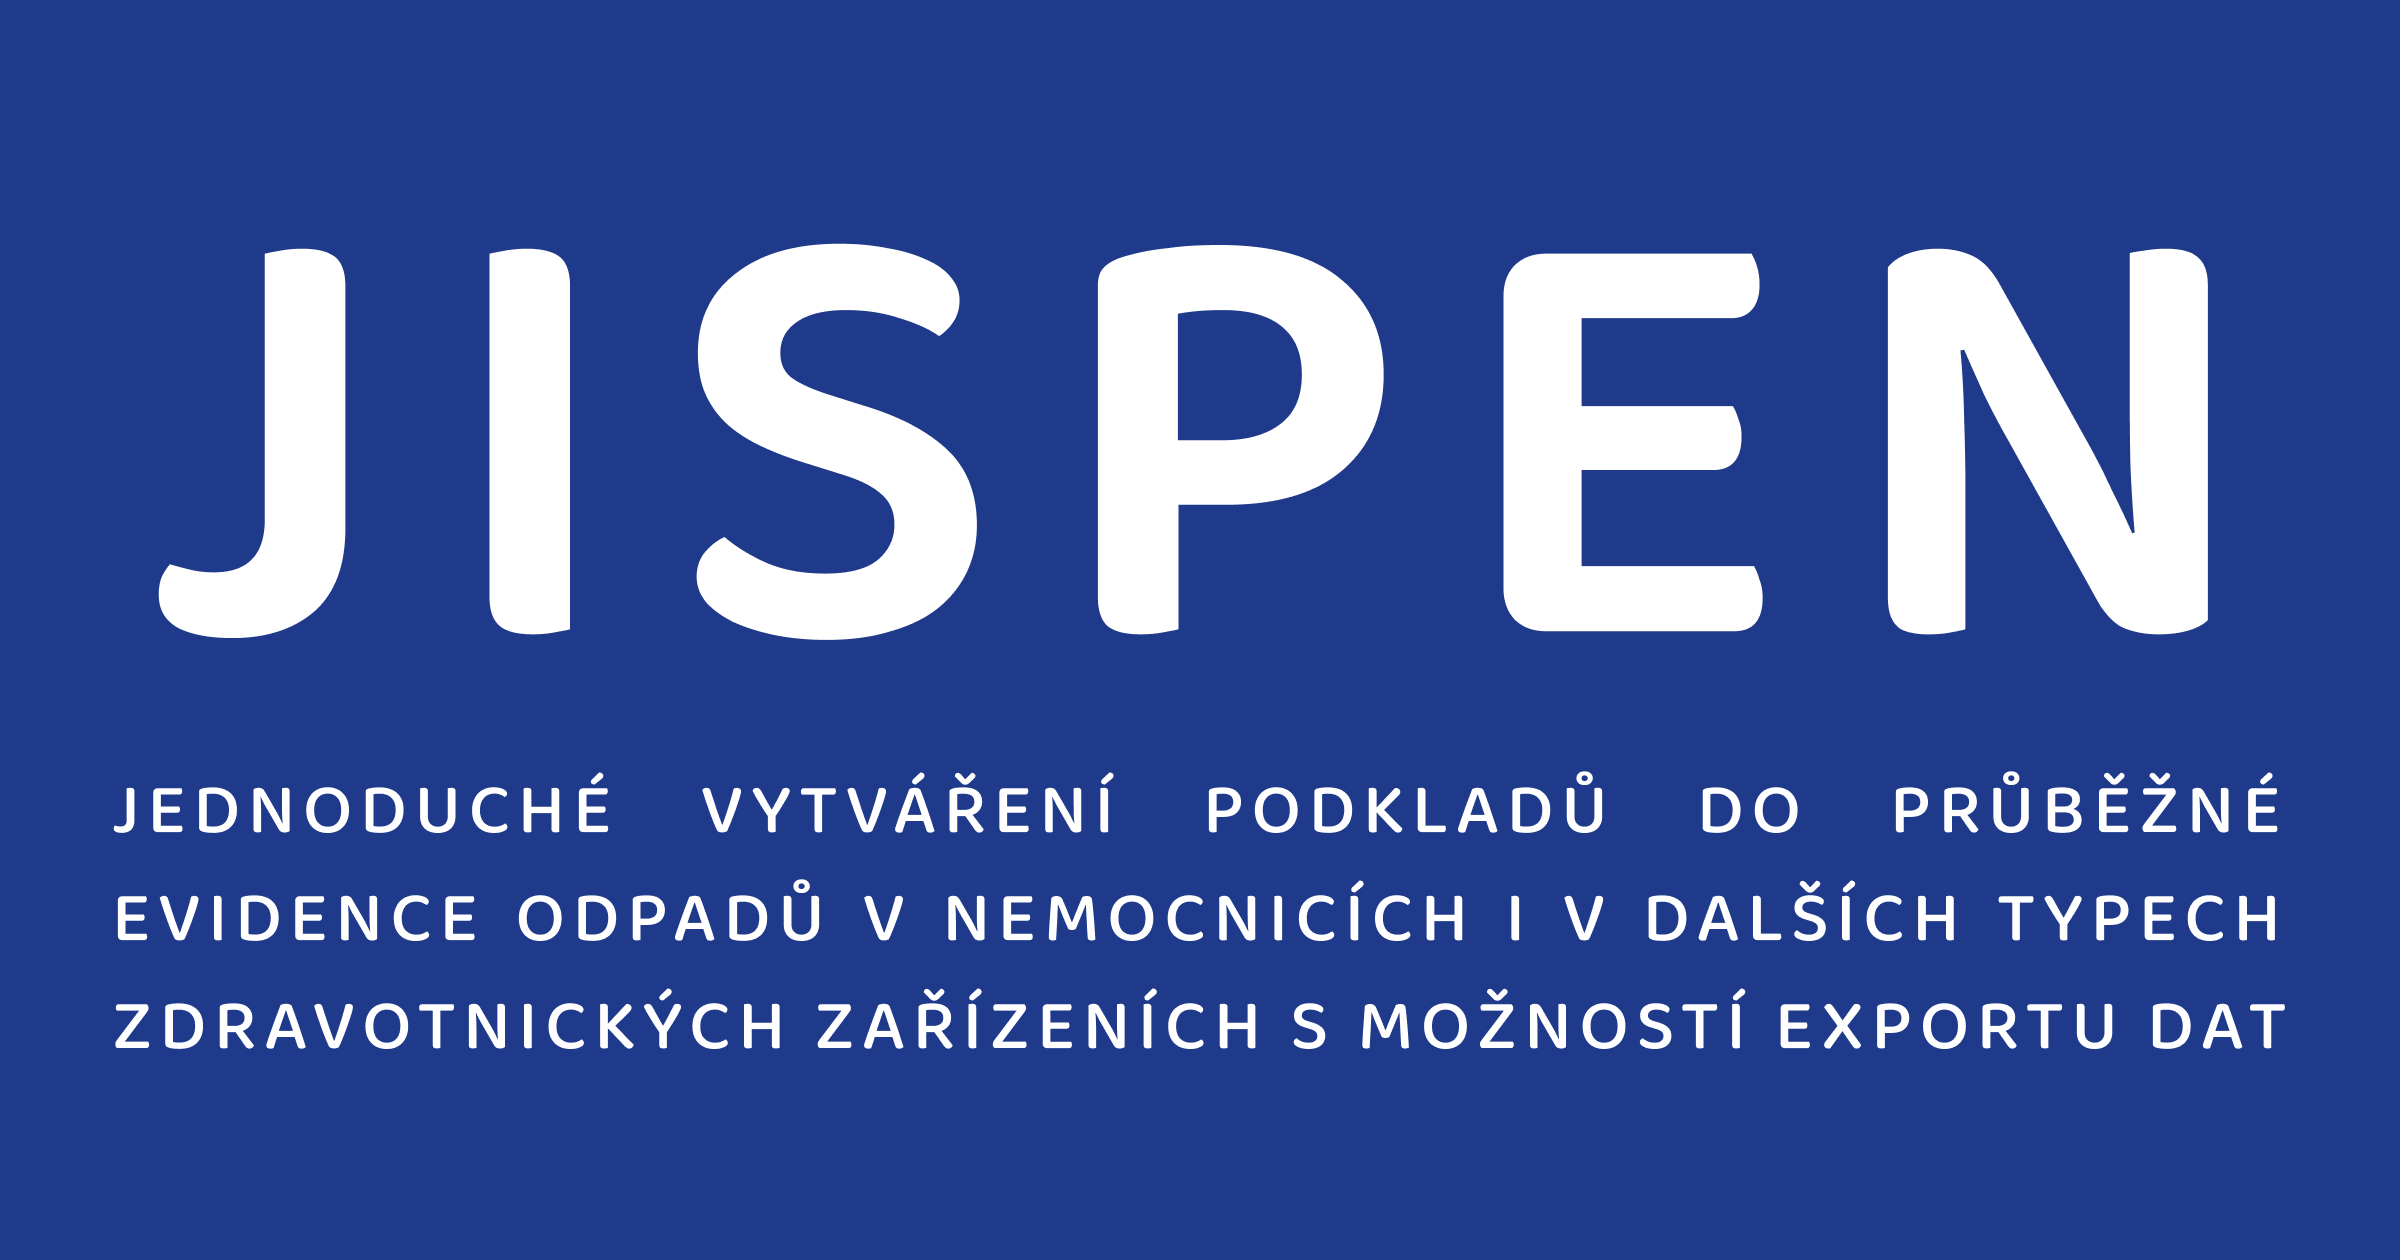 JISPEN
JEDNODUCHÉ VYTVÁŘENÍ PODKLADŮ DO PRŮBĚŽNÉ
EVIDENCE ODPADŮ V NEMOCNICÍCH I V DALŠÍCH TYPECH
ZDRAVOTNICKÝCH ZAŘÍZENÍCH S MOŽNOSTÍ EXPORTU DAT